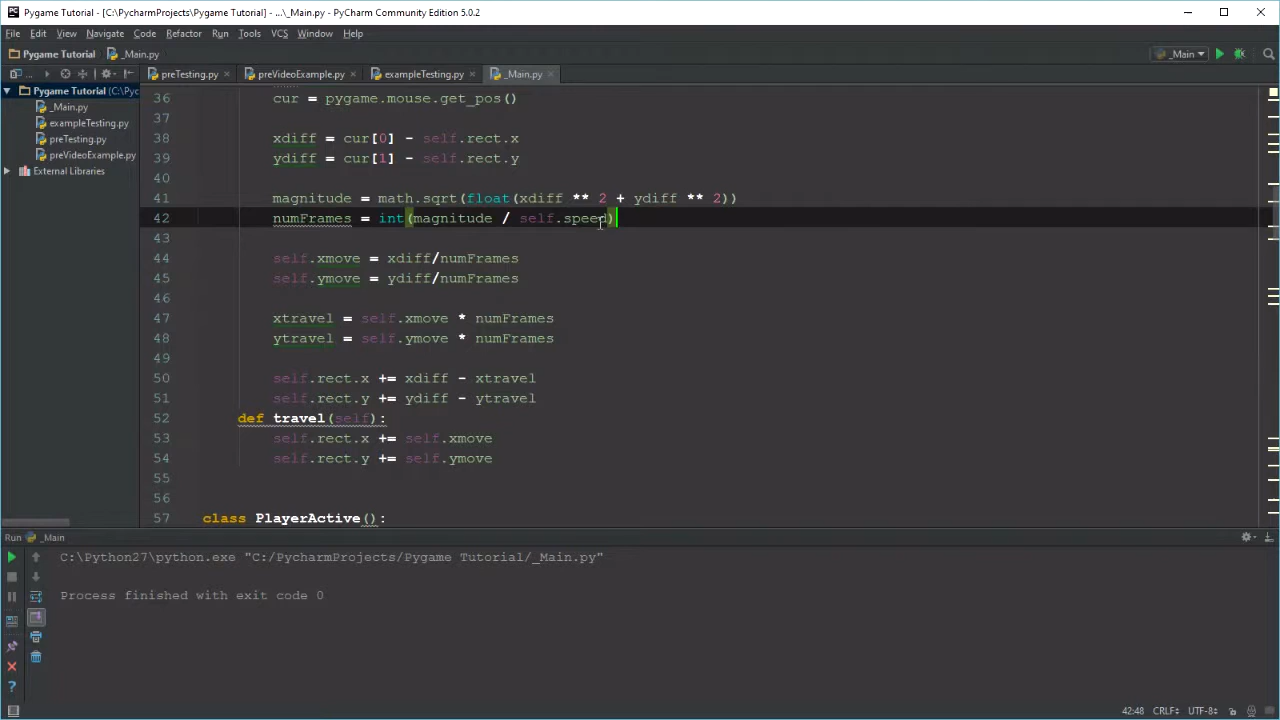 Pygame Tutorial - [C:\PycharmProjects\Pygame Tutorial] - ...\_Main.py - PyCharm Community Edition 5.0.2
File Edit View Navigate Code Refactor Run Tools VCS Window Help
Pygame Tutorial _Main.py _Main
... preTesting.py preVideoExample.py exampleTesting.py _Main.py
Pygame Tutorial (C:\Pyc
_Main.py
exampleTesting.py
preTesting.py
preVideoExample.py
External Libraries
36 cur = pygame.mouse.get_pos()
37
38 xdiff = cur[0] - self.rect.x
39 ydiff = cur[1] - self.rect.y
40
41 magnitude = math.sqrt(float(xdiff ** 2 + ydiff ** 2))
42 numFrames = int(magnitude / self.speed)
43
44 self.xmove = xdiff/numFrames
45 self.ymove = ydiff/numFrames
46
47 xtravel = self.xmove * numFrames
48 ytravel = self.ymove * numFrames
49
50 self.rect.x += xdiff - xtravel
51 self.rect.y += ydiff - ytravel
52 def travel(self):
53 self.rect.x += self.xmove
54 self.rect.y += self.ymove
55
56
57 class PlayerActive():
Run _Main
C:\Python27\python.exe "C:/PycharmProjects/Pygame Tutorial/_Main.py"
Process finished with exit code 0
42:48 CRLF UTF-8